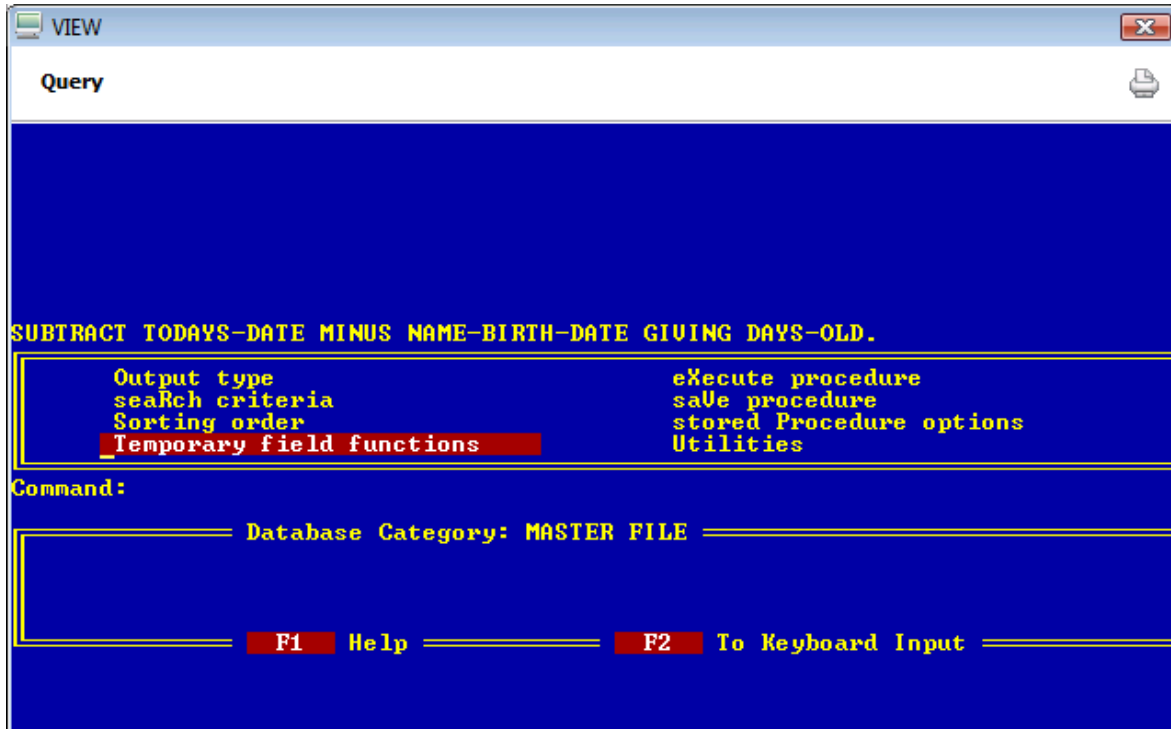 VIEW
Query
SUBTRACT TODAYS-DATE MINUS NAME-BIRTH-DATE GIVING DAYS-OLD.
Output type eXecute procedure
seaRch criteria saVe procedure
Sorting order stored Procedure options
Temporary field functions Utilities
Command:
Database Category: MASTER FILE
F1 Help F2 To Keyboard Input